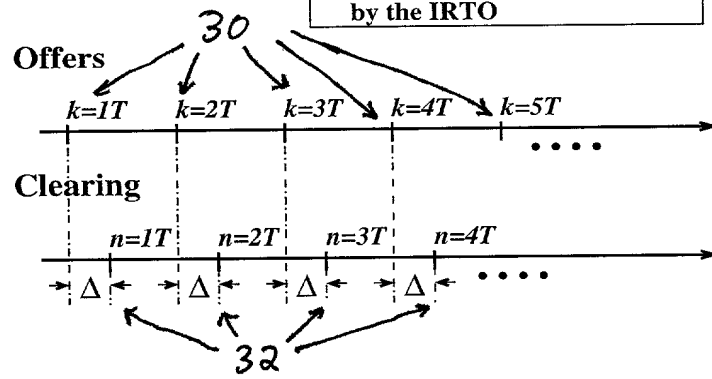 by the IRTO
30
Offers
k=1T k=2T k=3T k=4T k=5T
Clearing
n=1T n=2T n=3T n=4T
Δ Δ Δ Δ
32